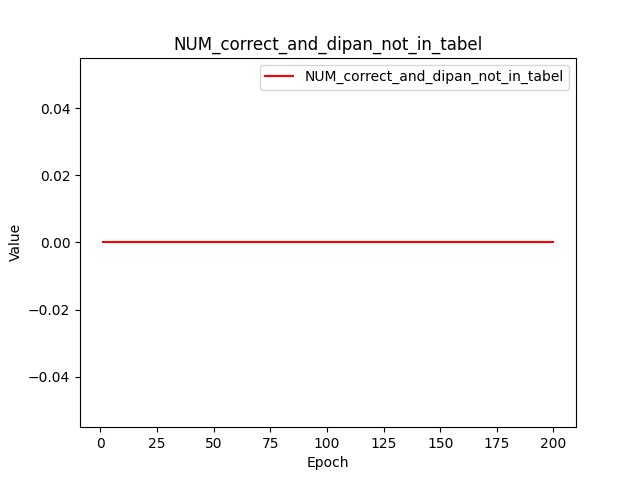 NUM_correct_and_dipan_not_in_tabel
NUM_correct_and_dipan_not_in_tabel
0.04
0.02
0.00
−0.02
−0.04
Value
0 25 50 75 100 125 150 175 200
Epoch